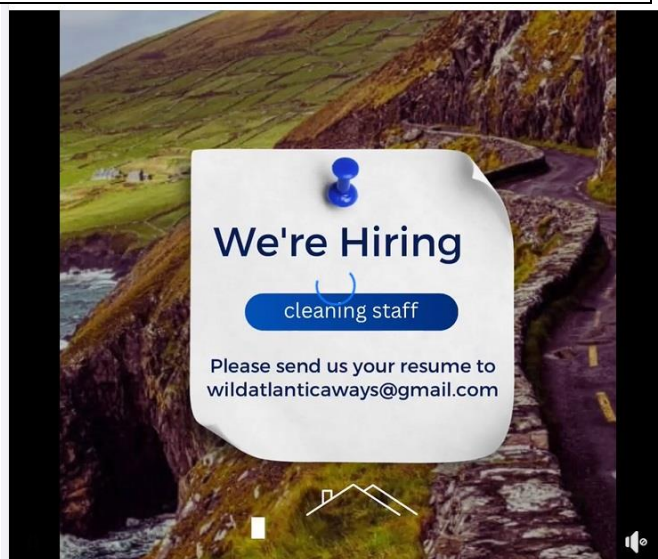 We're Hiring
cleaning staff
Please send us your resume to
wildatlanticaways@gmail.com